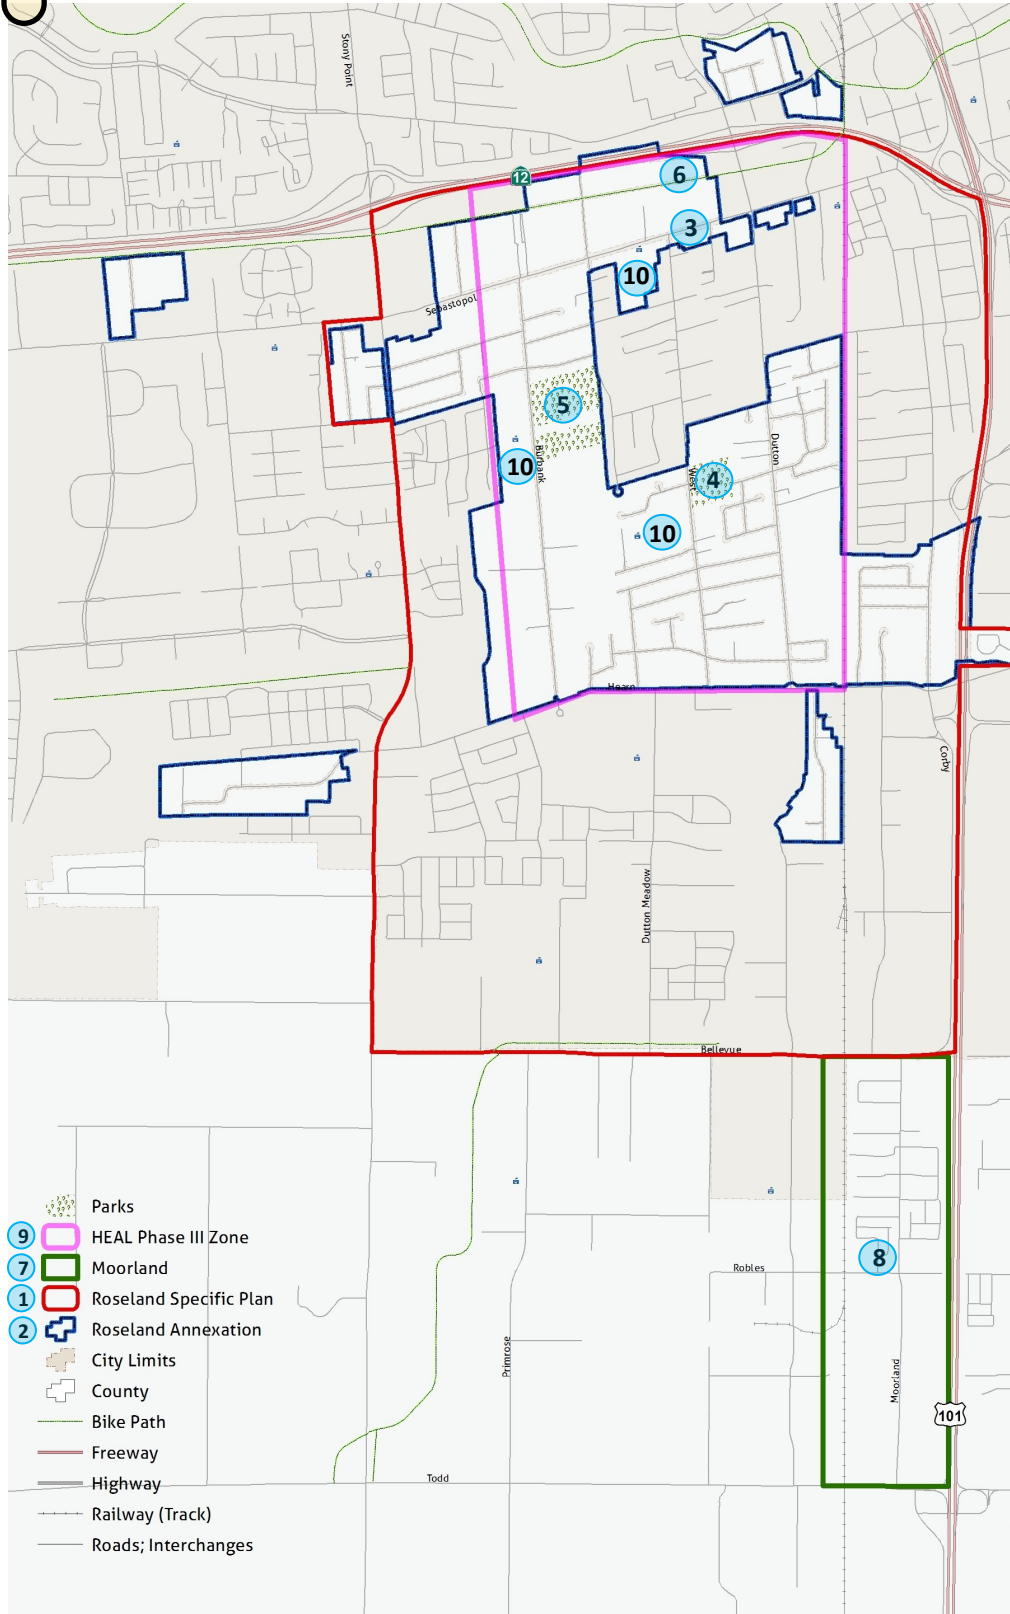 Stony Point
12
6
3
10
Sebastopol
5
Burbank
10
Dutton
West
4
10
Hearn
Corby
Dutton Meadow
Bellevue
8
Robles
Primrose
Moorland
101
Todd
Parks
9 HEAL Phase III Zone
7 Moorland
1 Roseland Specific Plan
2 Roseland Annexation
City Limits
County
Bike Path
Freeway
Highway
Railway (Track)
Roads; Interchanges